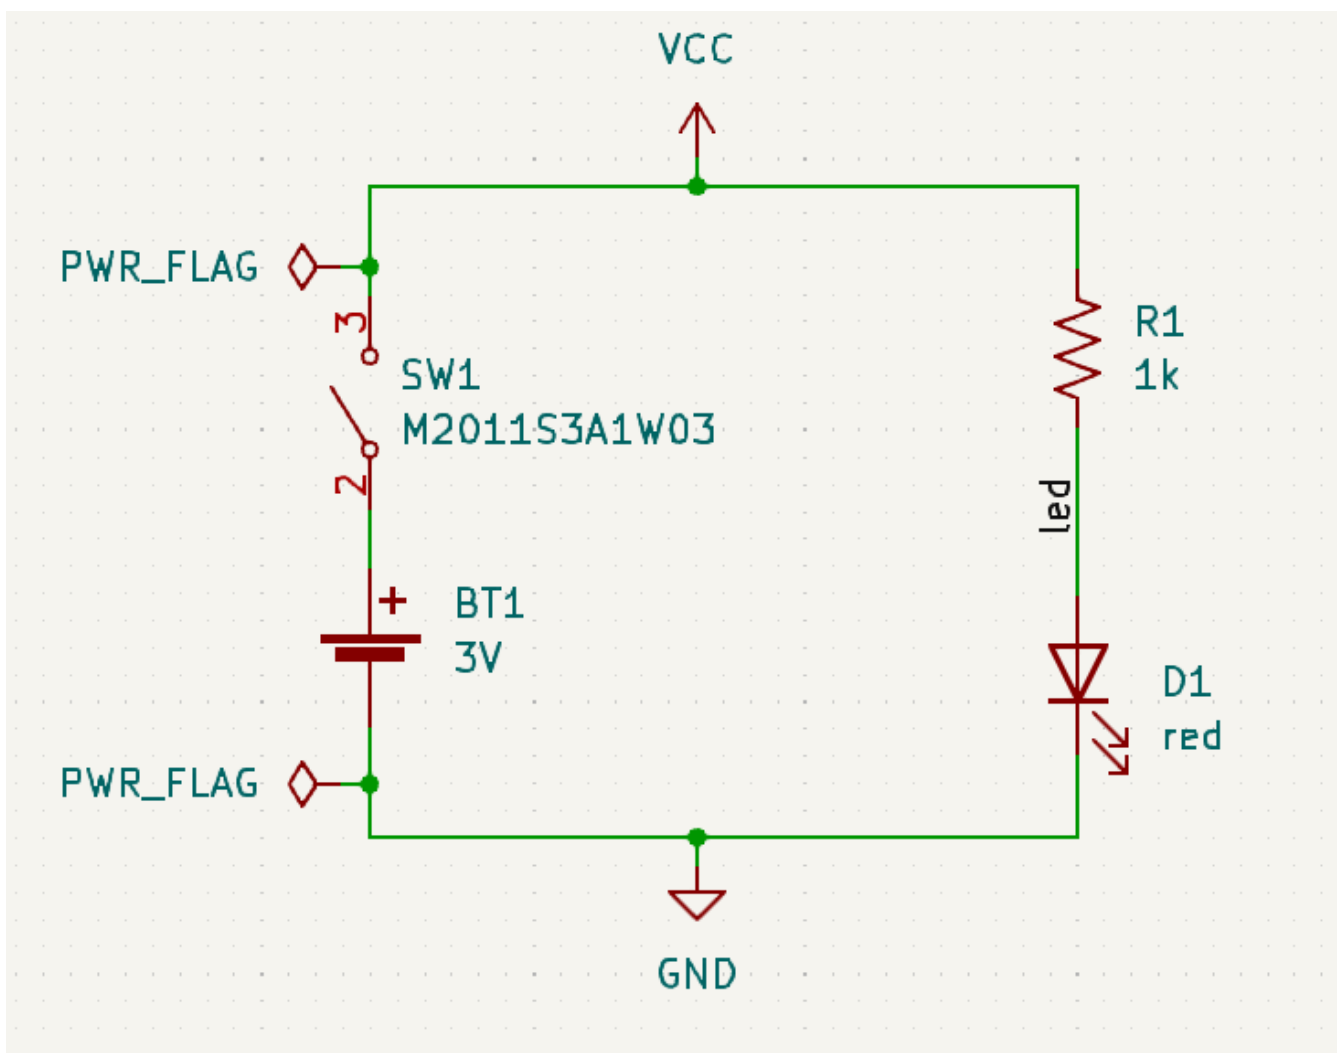 VCC
PWR_FLAG
3
SW1
M2011S3A1W03
2
R1
1k
led
BT1
3V
D1
red
PWR_FLAG
GND